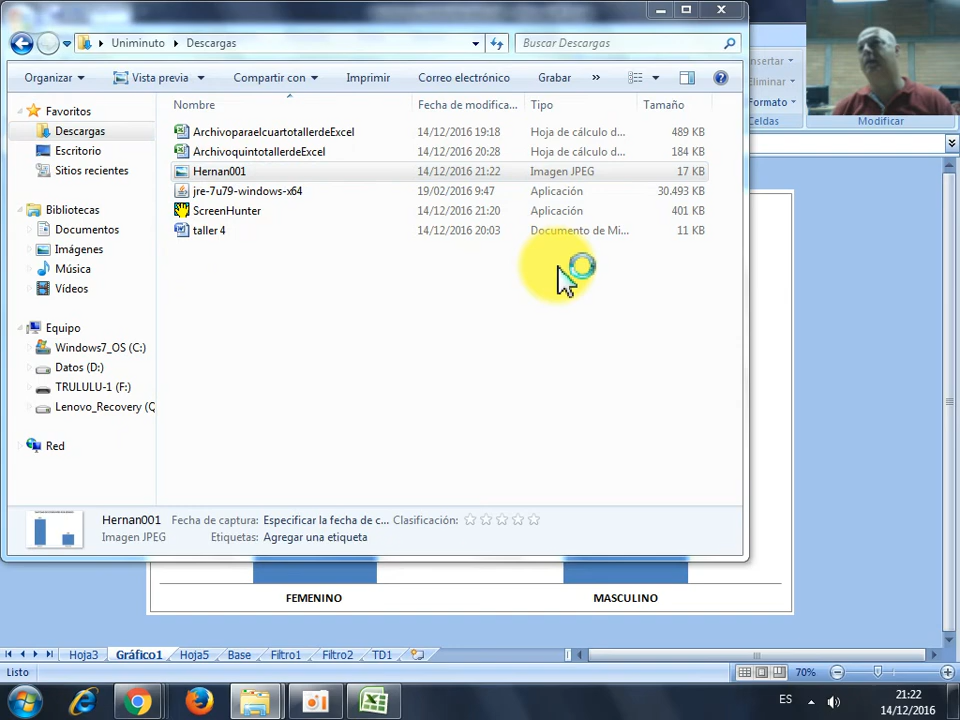 Uniminuto
Descargas
Buscar Descargas
Organizar
Vista previa
Compartir con
Imprimir
Correo electrónico
Grabar
»
Favoritos
Descargas
Escritorio
Sitios recientes
Bibliotecas
Documentos
Imágenes
Música
Vídeos
Equipo
Windows7_OS (C:)
Datos (D:)
TRULULU-1 (F:)
Lenovo_Recovery (Q
Red
Nombre Fecha de modifica... Tipo Tamaño
ArchivoparaelcuartotallerdeExcel 14/12/2016 19:18 Hoja de cálculo d... 489 KB
ArchivoquintotallerdeExcel 14/12/2016 20:28 Hoja de cálculo d... 184 KB
Hernan001 14/12/2016 21:22 Imagen JPEG 17 KB
jre-7u79-windows-x64 19/02/2016 9:47 Aplicación 30.493 KB
ScreenHunter 14/12/2016 21:20 Aplicación 401 KB
taller 4 14/12/2016 20:03 Documento de Mi... 11 KB
Hernan001 Fecha de captura: Especificar la fecha de c... Clasificación:
Imagen JPEG Etiquetas: Agregar una etiqueta
Insertar
Eliminar
Formato
Celdas
Modificar
FEMENINO MASCULINO
Hoja3 Gráfico1 Hoja5 Base Filtro1 Filtro2 TD1
Listo 70%
ES 21:22
14/12/2016